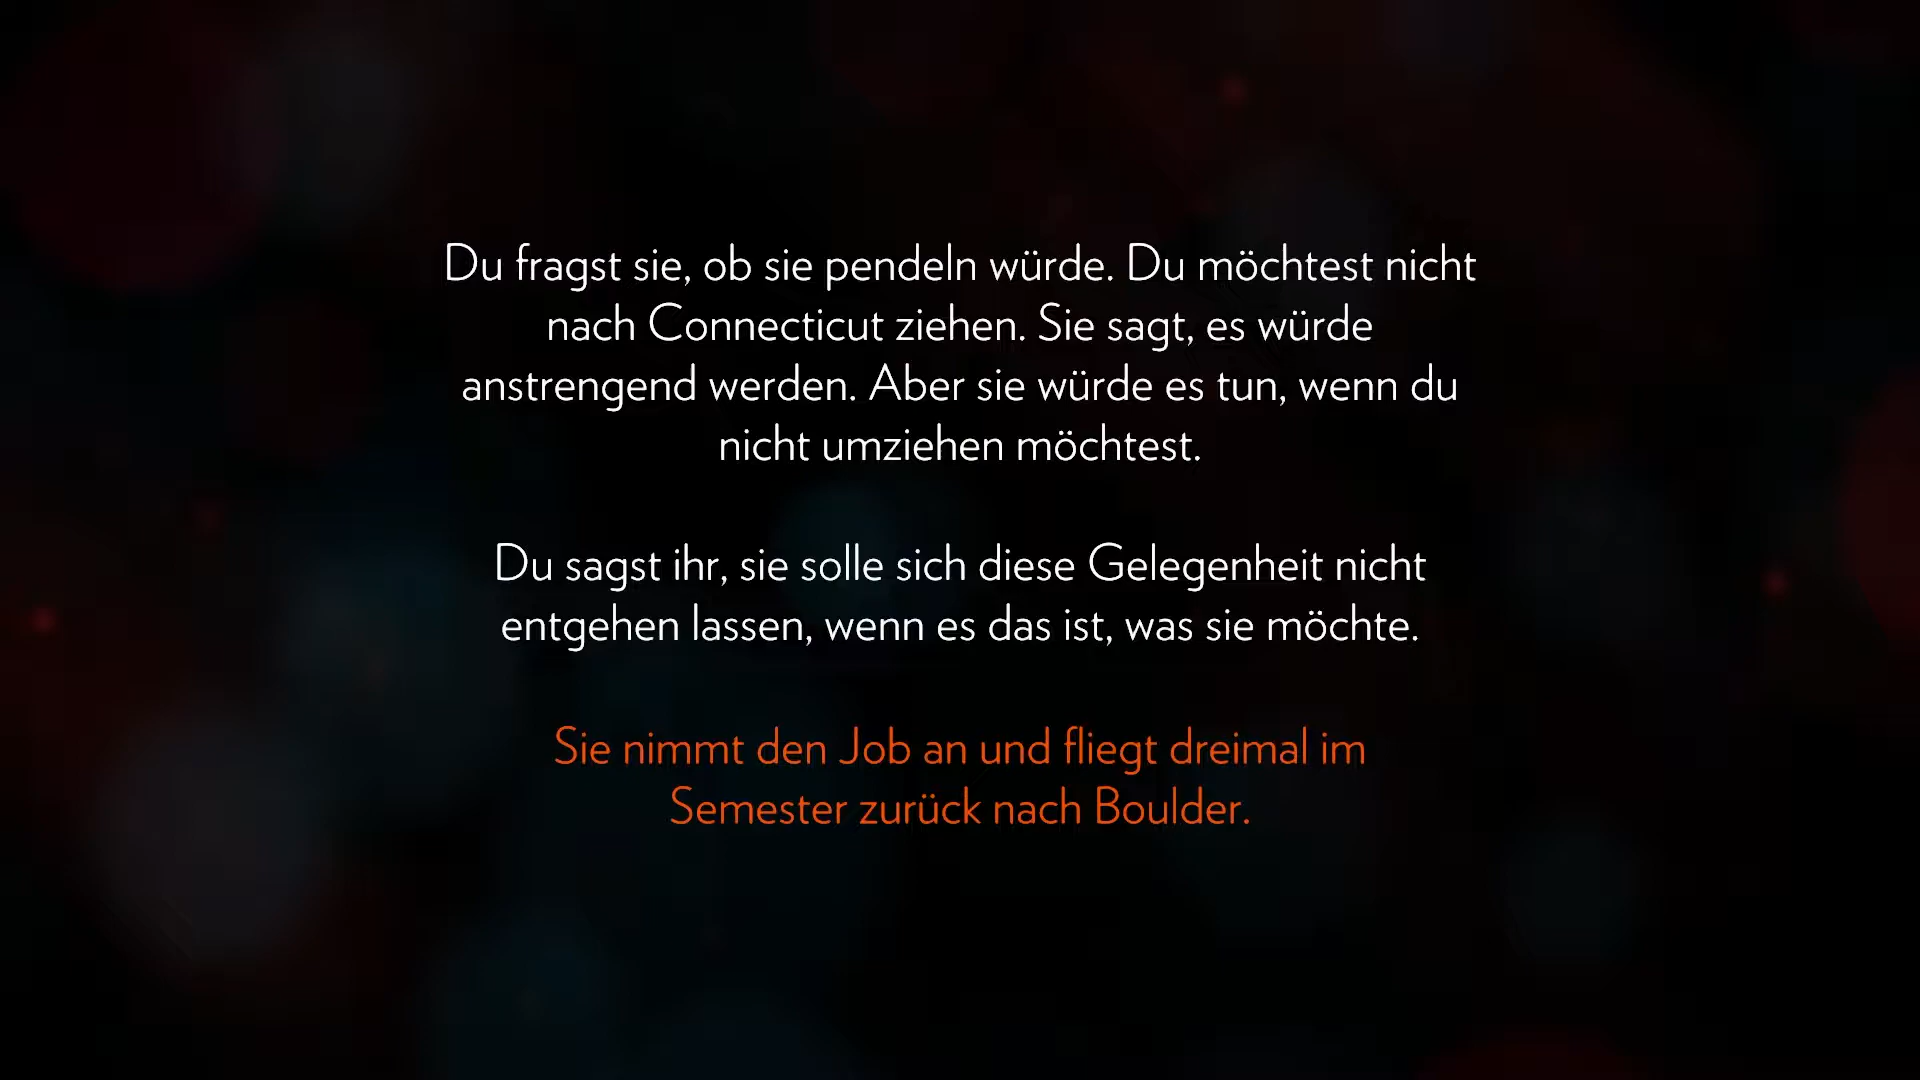 Du fragst sie, ob sie pendeln würde. Du möchtest nicht
nach Connecticut ziehen. Sie sagt, es würde
anstrengend werden. Aber sie würde es tun, wenn du
nicht umziehen möchtest.
Du sagst ihr, sie solle sich diese Gelegenheit nicht
entgehen lassen, wenn es das ist, was sie möchte.
Sie nimmt den Job an und fliegt dreimal im
Semester zurück nach Boulder.